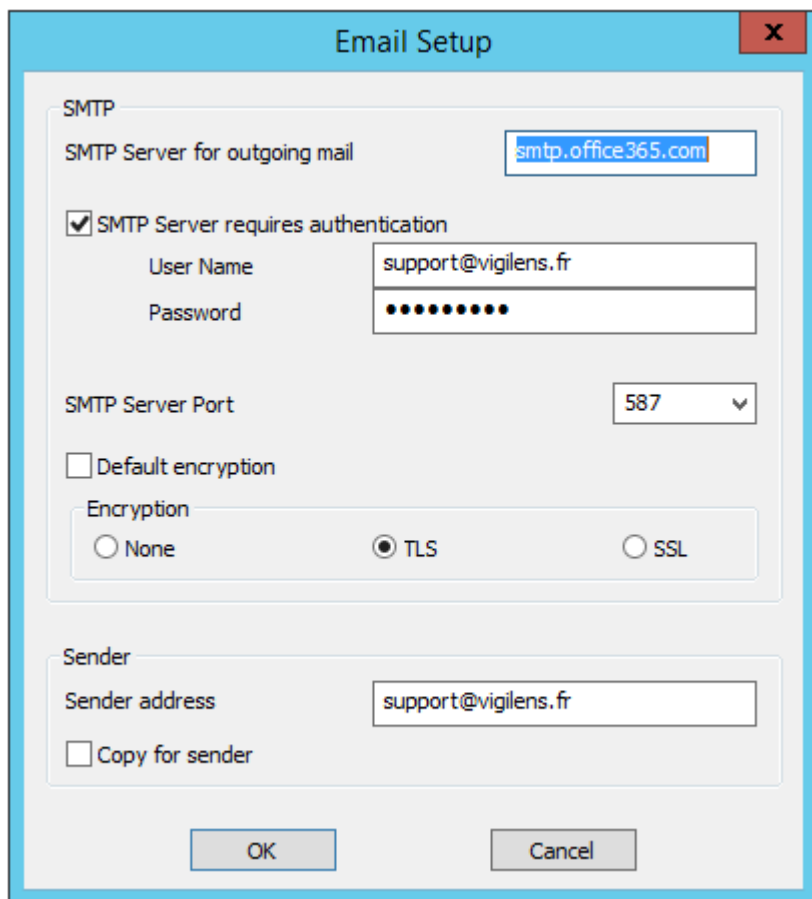 Email Setup
x
SMTP
SMTP Server for outgoing mail smtp.office365.com
SMTP Server requires authentication
User Name support@vigilens.fr
Password •••••••••
SMTP Server Port 587
Default encryption
Encryption
None TLS SSL
Sender
Sender address support@vigilens.fr
Copy for sender
OK Cancel